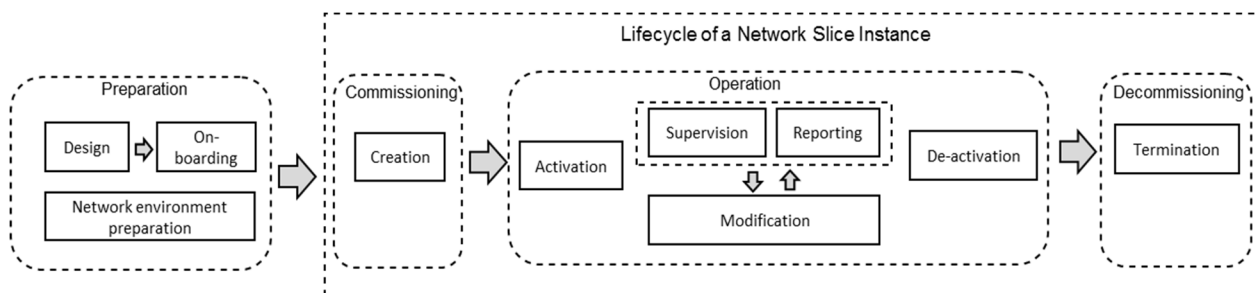 Lifecycle of a Network Slice Instance
Preparation
Design
On-
boarding
Network environment
preparation
Commissioning
Creation
Operation
Activation
Supervision
Reporting
Modification
De-activation
Decommissioning
Termination